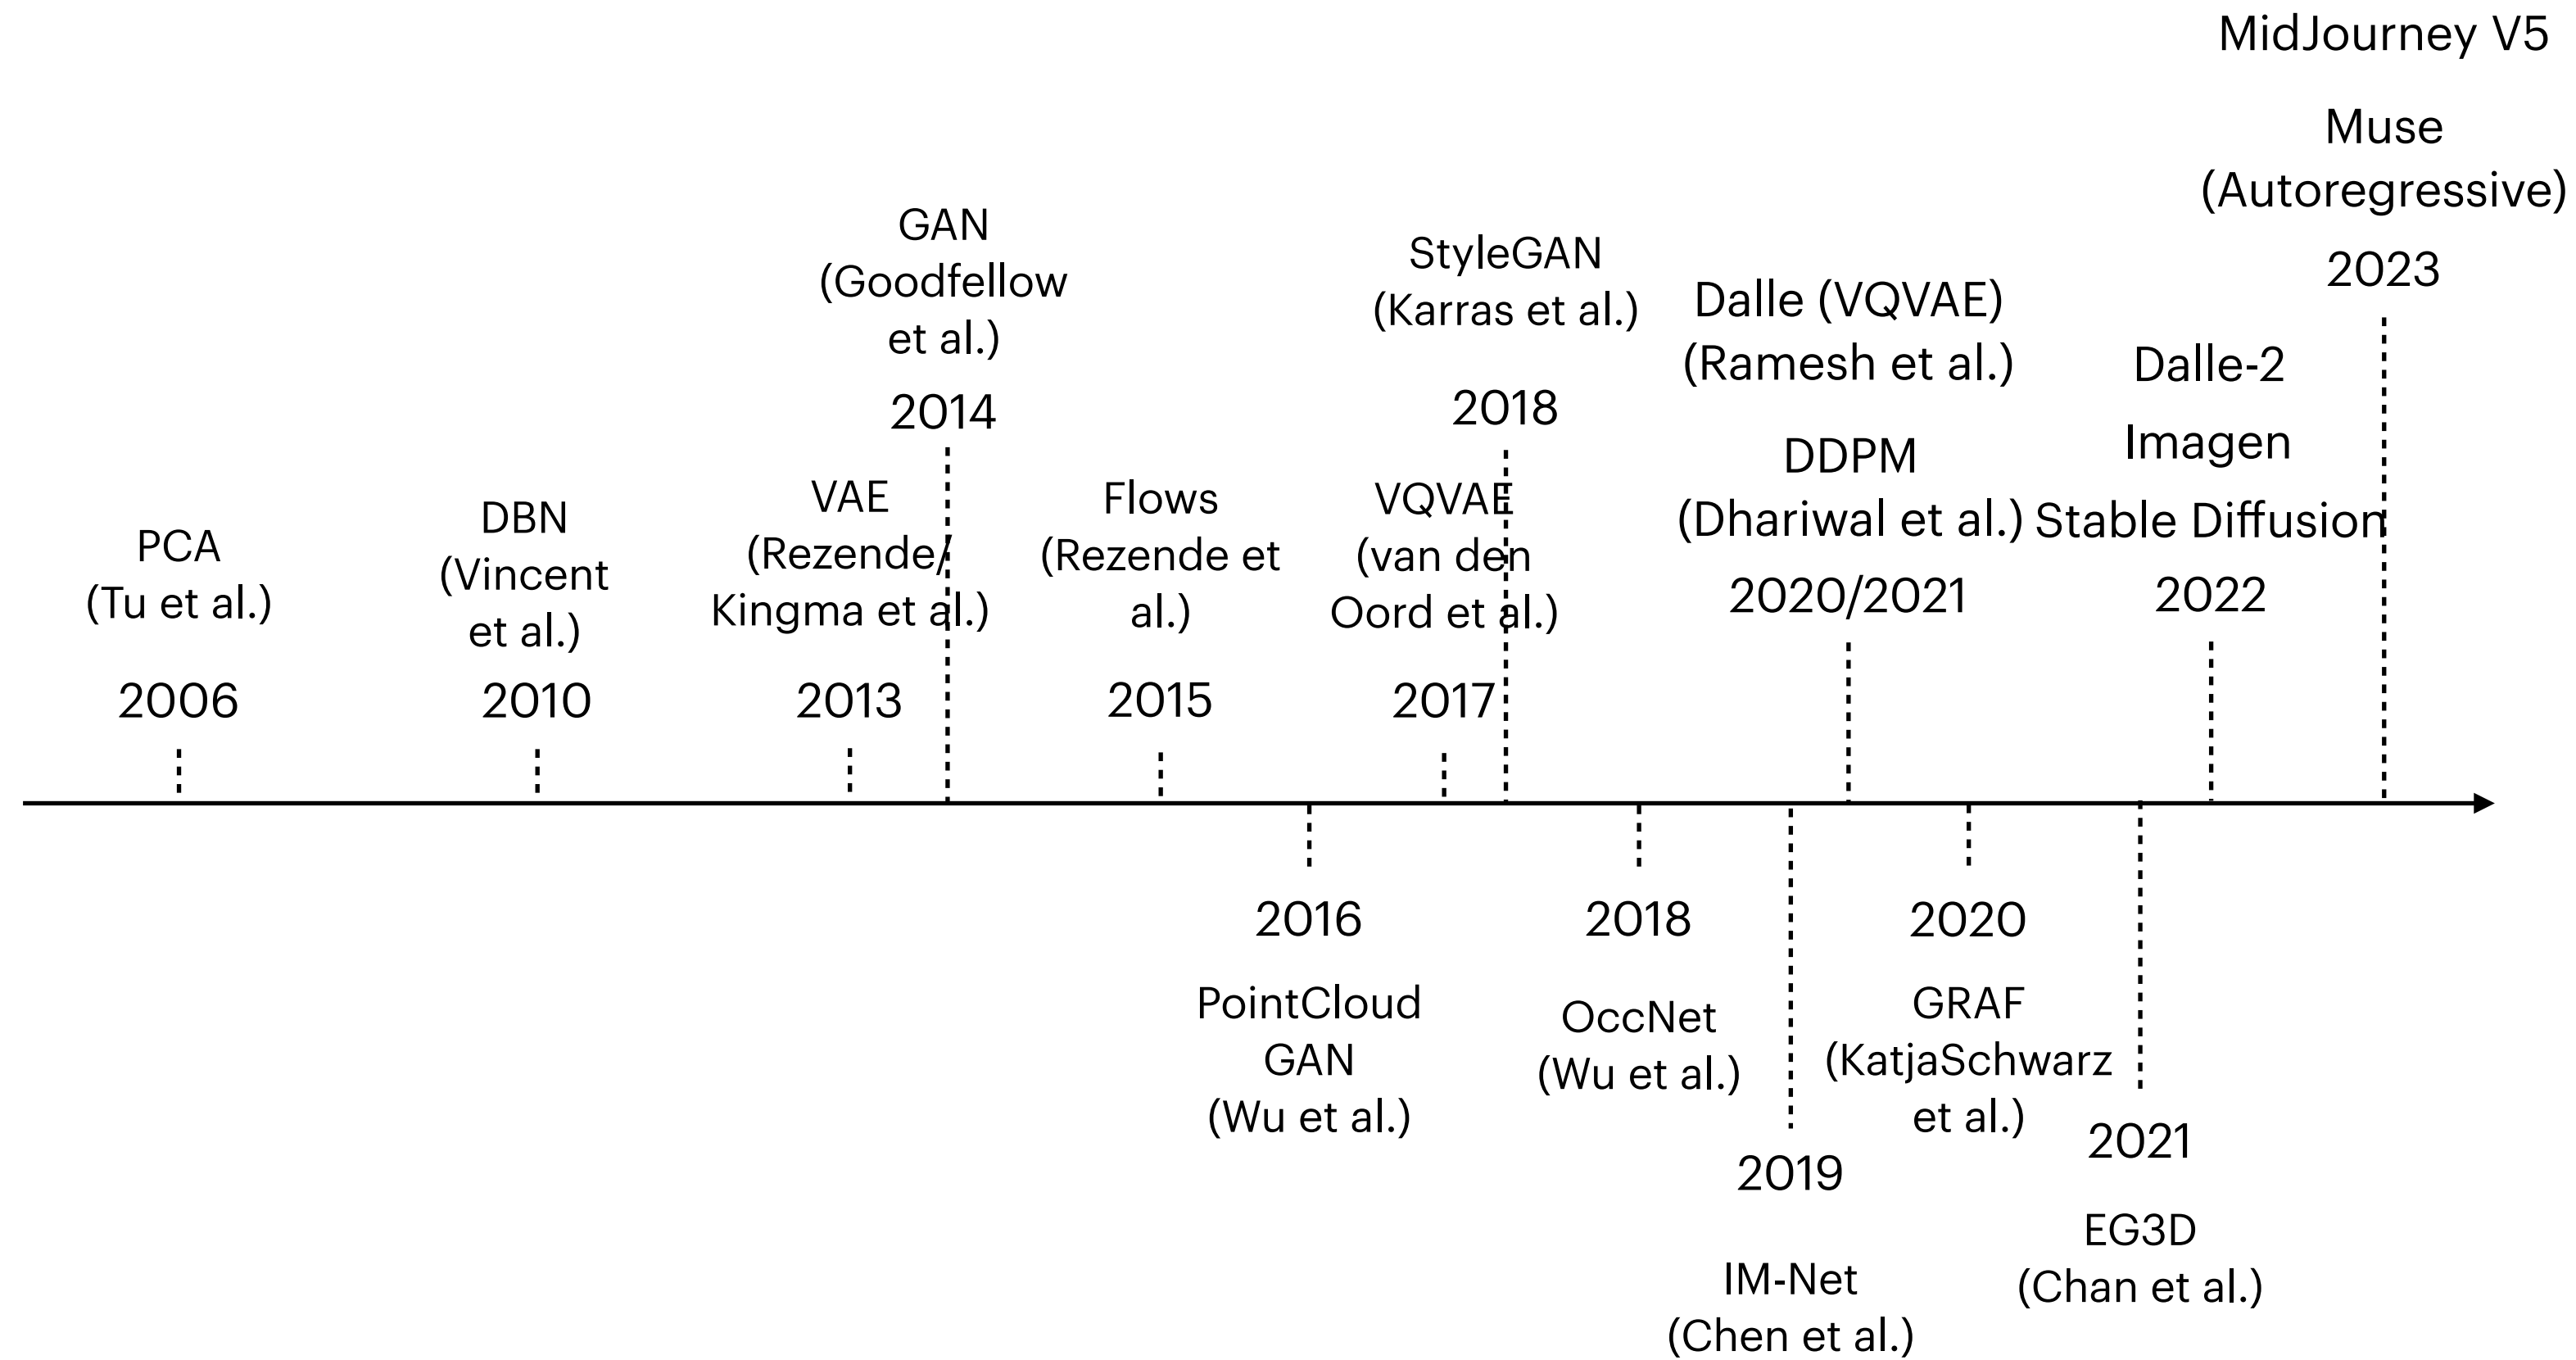 MidJourney V5
Muse
(Autoregressive)
2023
GAN
(Goodfellow
et al.)
2014
StyleGAN
(Karras et al.)
2018
Dalle (VQVAE)
(Ramesh et al.)
DDPM
(Dhariwal et al.)
2020/2021
Dalle-2
Imagen
Stable Diffusion
2022
PCA
(Tu et al.)
2006
DBN
(Vincent
et al.)
2010
VAE
(Rezende/
Kingma et al.)
2013
Flows
(Rezende et
al.)
2015
VQVAE
(van den
Oord et al.)
2017
2016
PointCloud
GAN
(Wu et al.)
2018
OccNet
(Wu et al.)
2019
IM-Net
(Chen et al.)
2020
GRAF
(KatjaSchwarz
et al.)
2021
EG3D
(Chan et al.)